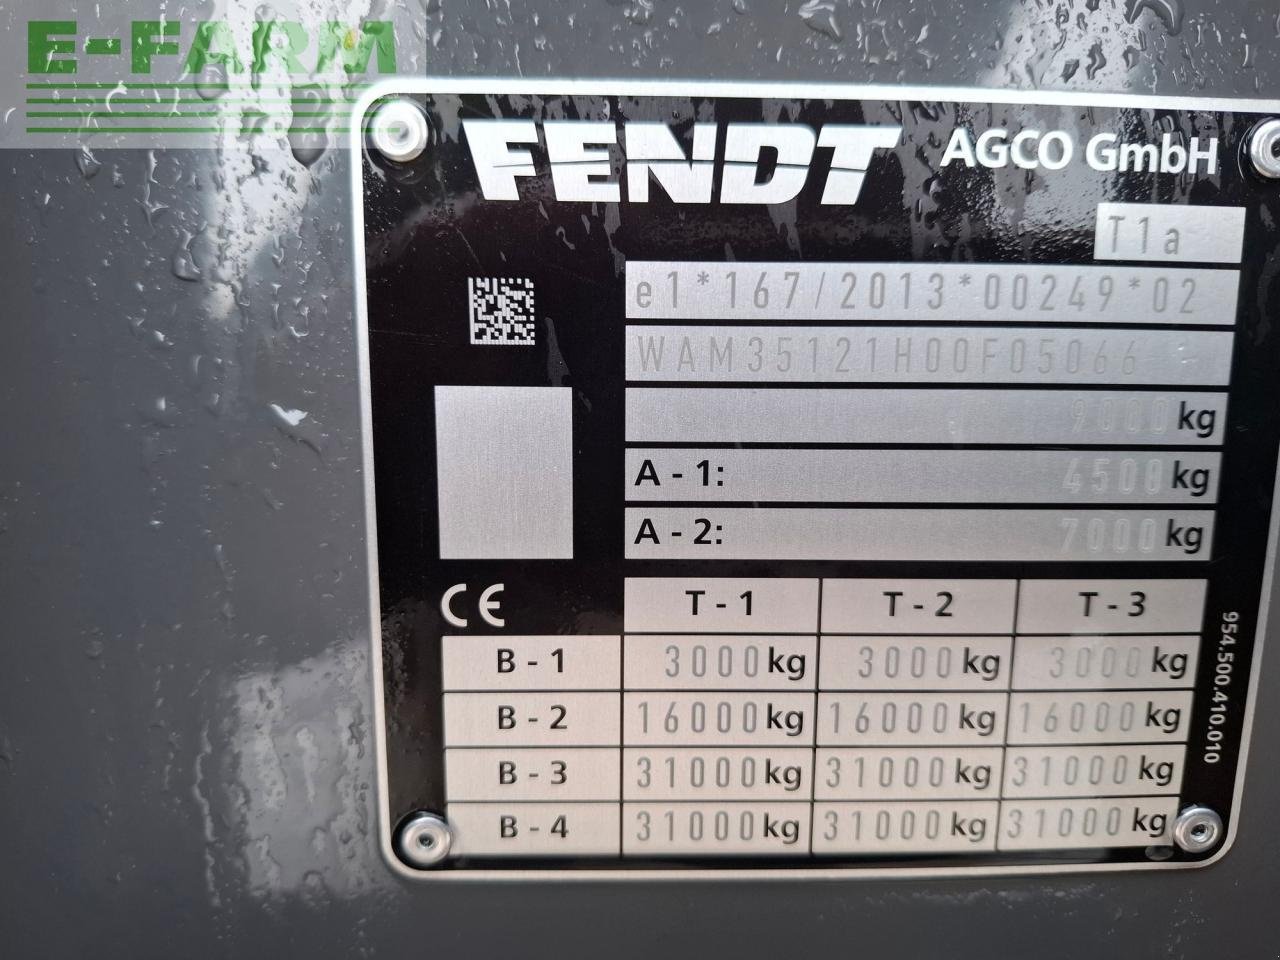 E-FARM
FENDT AGCO GmbH
T1a
e1*167/2013*00249*02
WAM35121H00F05066
9000 kg
A - 1: 4500 kg
A - 2: 7000 kg
CE T - 1 T - 2 T - 3
B - 1 3000 kg 3000 kg 3000 kg
B - 2 16000 kg 16000 kg 16000 kg
B - 3 31000 kg 31000 kg 31000 kg
B - 4 31000 kg 31000 kg 31000 kg
954.500.410.010